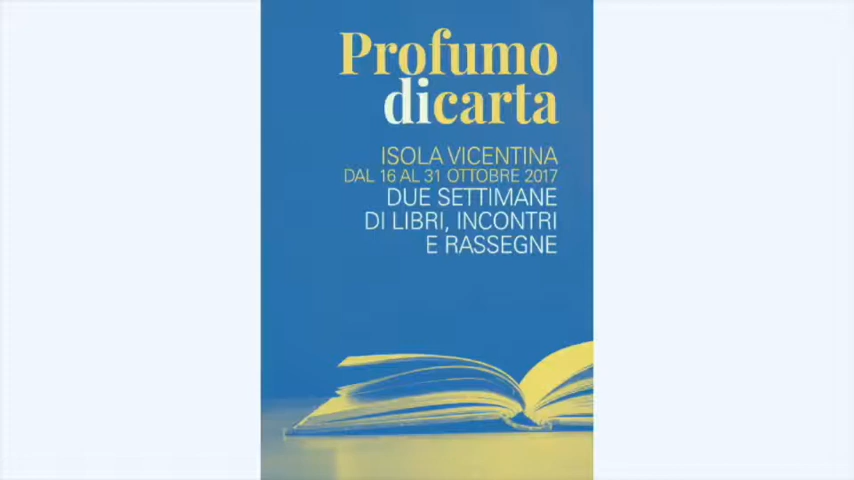 Profumo
dicarta
ISOLA VICENTINA
DAL 16 AL 31 OTTOBRE 2017
DUE SETTIMANE
DI LIBRI, INCONTRI
E RASSEGNE